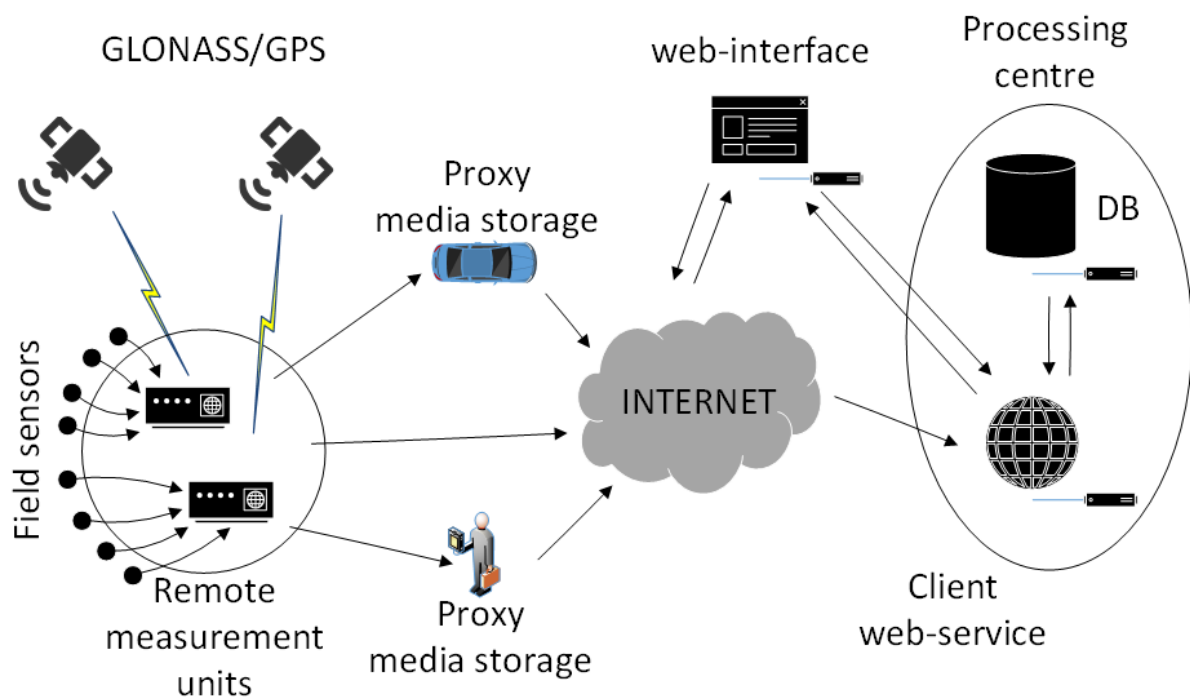 GLONASS/GPS
web-interface
Processing
centre
Proxy
media storage
DB
Field sensors
INTERNET
Remote
measurement
units
Proxy
media storage
Client
web-service